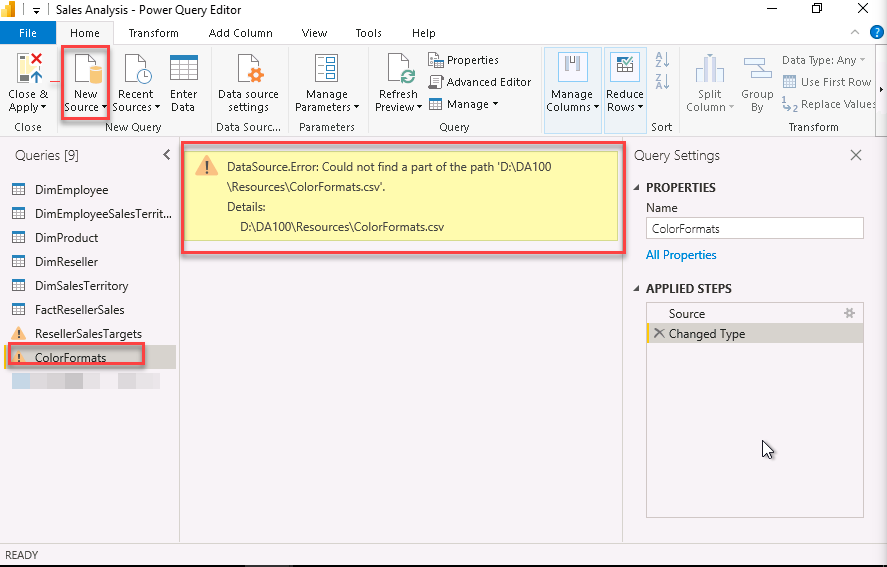 Sales Analysis - Power Query Editor
File Home Transform Add Column View Tools Help
Close &
Apply
New
Source
Recent
Sources
Enter
Data
Data source
settings
Manage
Parameters
Refresh
Preview
Properties
Advanced Editor
Manage
Manage
Columns
Reduce
Rows
Split
Column
Group
By
Data Type: Any
Use First Row
Replace Values
Close New Query Data Sourc... Parameters Query Sort Transform
Queries [9]
DimEmployee
DimEmployeeSalesTerrit...
DimProduct
DimReseller
DimSalesTerritory
FactResellerSales
ResellerSalesTargets
ColorFormats
DataSource.Error: Could not find a part of the path 'D:\DA100
\Resources\ColorFormats.csv'.
Details:
D:\DA100\Resources\ColorFormats.csv
Query Settings
PROPERTIES
Name
ColorFormats
All Properties
APPLIED STEPS
Source
Changed Type
READY